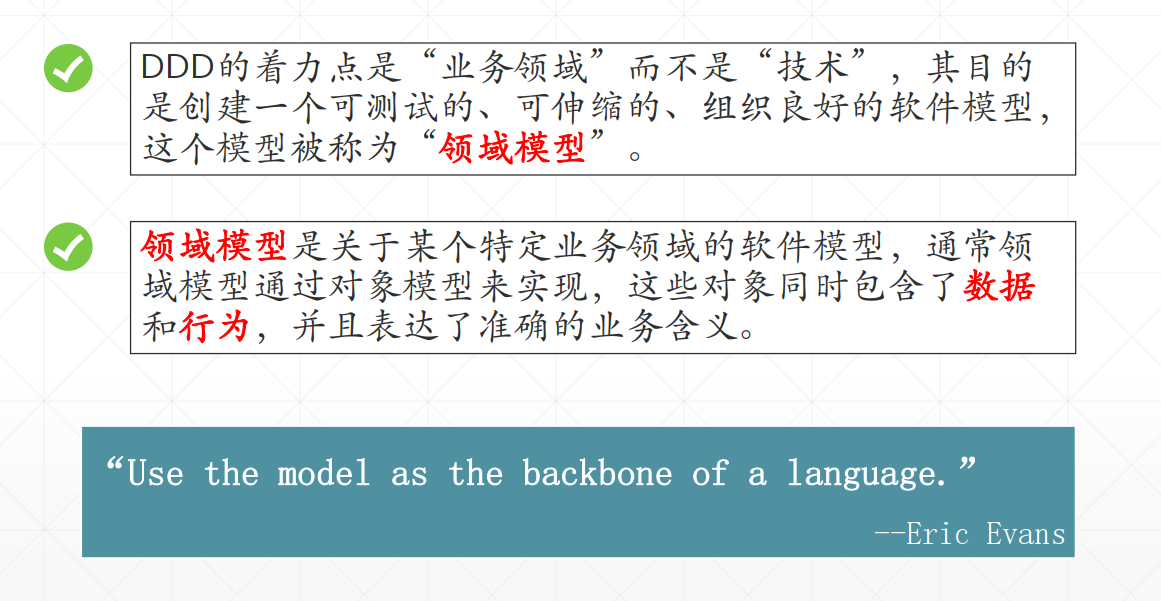 DDD的着力点是“业务领域”而不是“技术”，其目的
是创建一个可测试的、可伸缩的、组织良好的软件模型，
这个模型被称为“领域模型”。
领域模型是关于某个特定业务领域的软件模型，通常领
域模型通过对象模型来实现，这些对象同时包含了数据
和行为，并且表达了准确的业务含义。
“Use the model as the backbone of a language.”
--Eric Evans